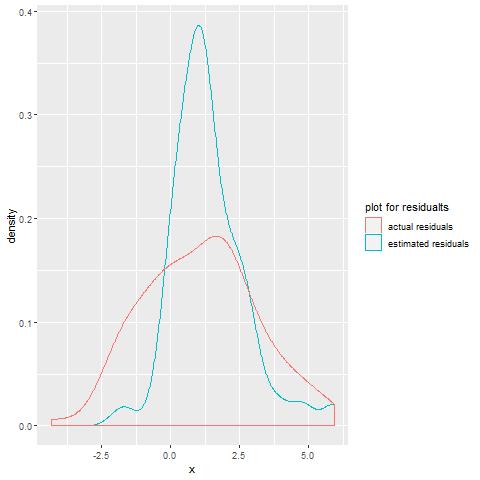 0.4
0.3
0.2
0.1
0.0
density
-2.5 0.0 2.5 5.0
x
plot for residualts
actual residuals
estimated residuals